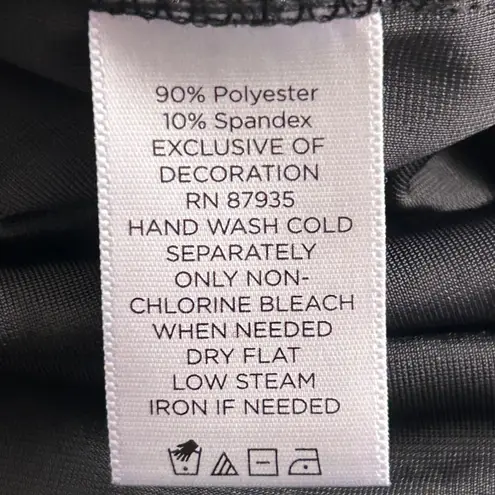 90% Polyester
10% Spandex
EXCLUSIVE OF
DECORATION
RN 87935
HAND WASH COLD
SEPARATELY
ONLY NON-
CHLORINE BLEACH
WHEN NEEDED
DRY FLAT
LOW STEAM
IRON IF NEEDED